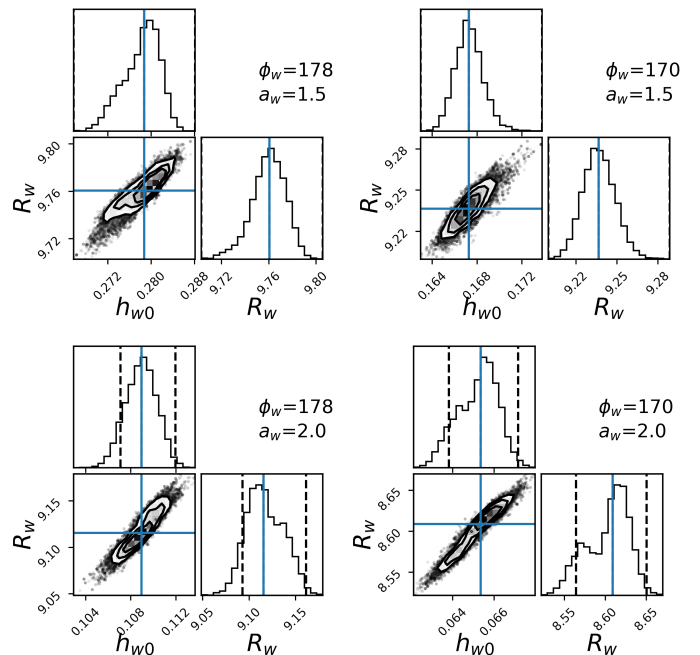 ϕw=178
aw=1.5
9.80
9.76
9.72
Rw
0.272
0.280
0.288
hw0
9.72
9.76
9.80
Rw
ϕw=170
aw=1.5
9.28
9.25
9.22
Rw
0.164
0.168
0.172
hw0
9.22
9.25
9.28
Rw
ϕw=178
aw=2.0
9.15
9.10
9.05
Rw
0.104
0.108
0.112
hw0
9.05
9.10
9.15
Rw
ϕw=170
aw=2.0
8.65
8.60
8.55
Rw
0.064
0.066
hw0
8.55
8.60
8.65
Rw